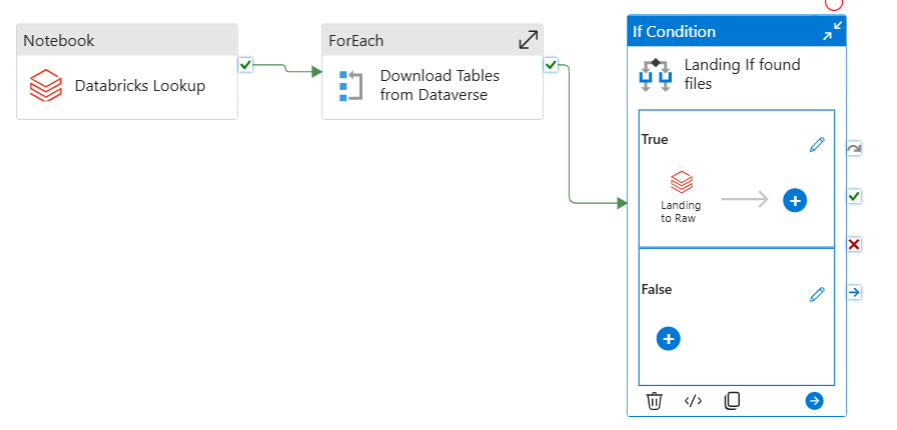 Notebook
Databricks Lookup
ForEach
Download Tables
from Dataverse
If Condition
Landing If found
files
True
Landing
to Raw
False